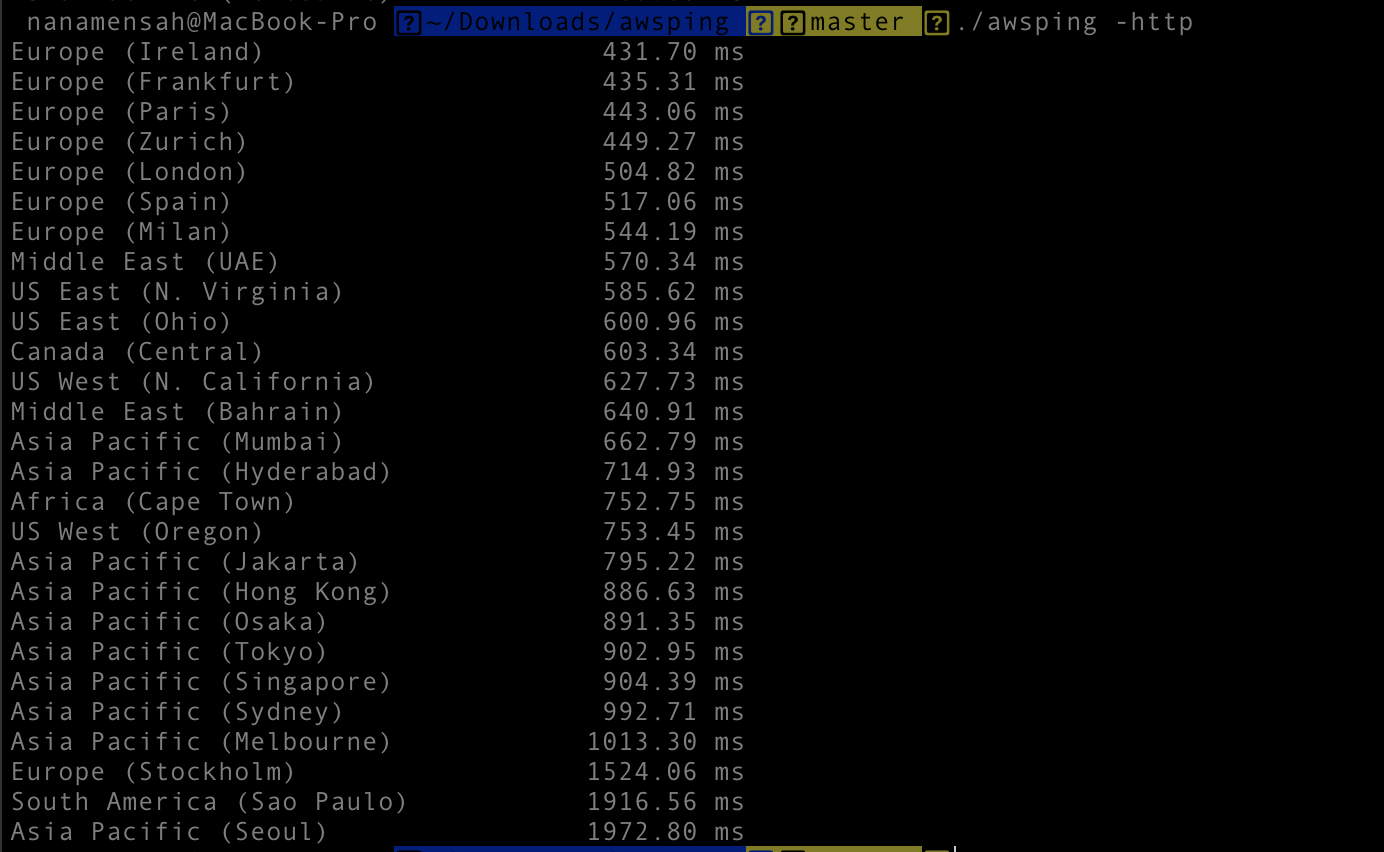 nanamensah@MacBook-Pro ~/Downloads/awsping master ./awsping -http
Europe (Ireland) 431.70 ms
Europe (Frankfurt) 435.31 ms
Europe (Paris) 443.06 ms
Europe (Zurich) 449.27 ms
Europe (London) 504.82 ms
Europe (Spain) 517.06 ms
Europe (Milan) 544.19 ms
Middle East (UAE) 570.34 ms
US East (N. Virginia) 585.62 ms
US East (Ohio) 600.96 ms
Canada (Central) 603.34 ms
US West (N. California) 627.73 ms
Middle East (Bahrain) 640.91 ms
Asia Pacific (Mumbai) 662.79 ms
Asia Pacific (Hyderabad) 714.93 ms
Africa (Cape Town) 752.75 ms
US West (Oregon) 753.45 ms
Asia Pacific (Jakarta) 795.22 ms
Asia Pacific (Hong Kong) 886.63 ms
Asia Pacific (Osaka) 891.35 ms
Asia Pacific (Tokyo) 902.95 ms
Asia Pacific (Singapore) 904.39 ms
Asia Pacific (Sydney) 992.71 ms
Asia Pacific (Melbourne) 1013.30 ms
Europe (Stockholm) 1524.06 ms
South America (Sao Paulo) 1916.56 ms
Asia Pacific (Seoul) 1972.80 ms